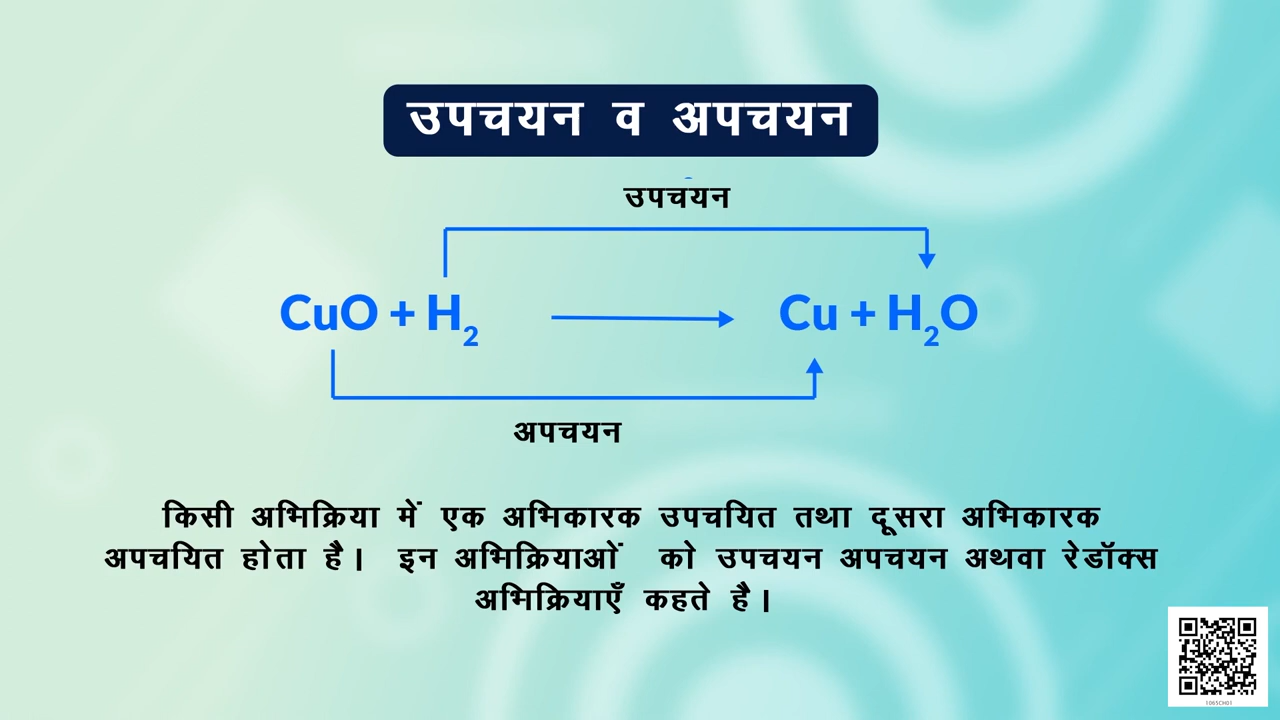 उपचयन व अपचयन
उपचयन
CuO + H₂ → Cu + H₂O
अपचयन
किसी अभिक्रिया में एक अभिकारक उपचयित तथा दूसरा अभिकारक
अपचयित होता है। इन अभिक्रियाओं को उपचयन अपचयन अथवा रेडॉक्स
अभिक्रियाएँ कहते है।
1065CH01